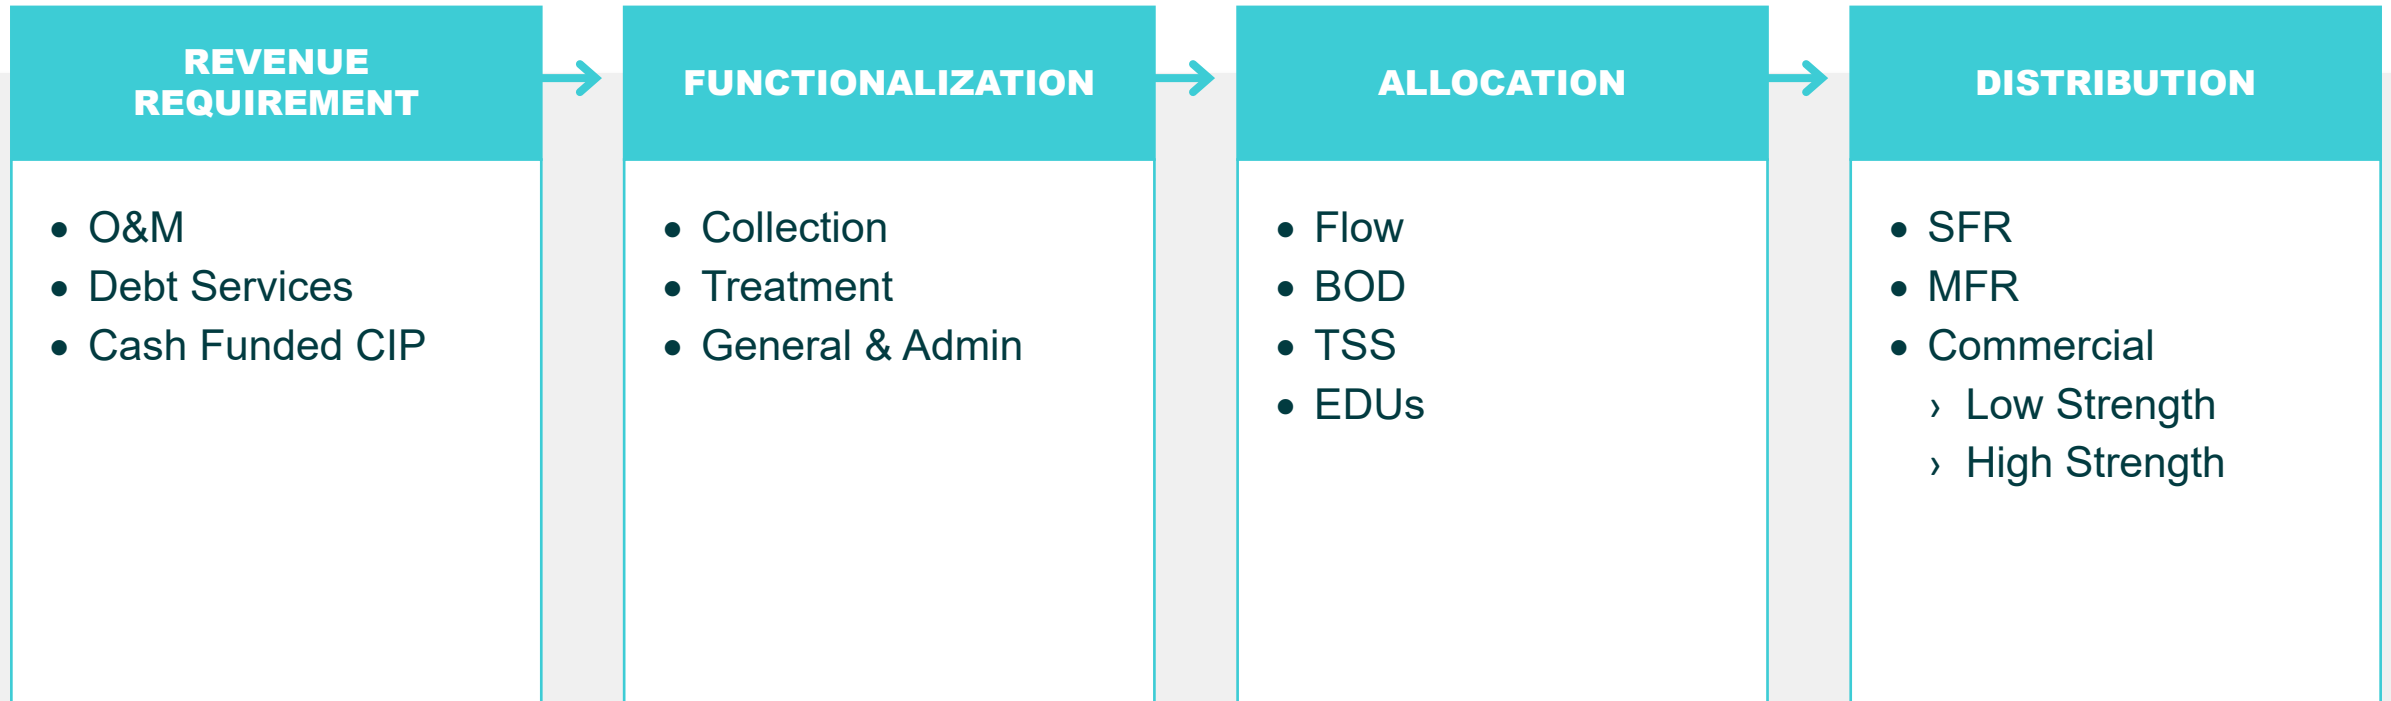 REVENUE
REQUIREMENT
• O&M
• Debt Services
• Cash Funded CIP
FUNCTIONALIZATION
• Collection
• Treatment
• General & Admin
ALLOCATION
• Flow
• BOD
• TSS
• EDUs
DISTRIBUTION
• SFR
• MFR
• Commercial
› Low Strength
› High Strength